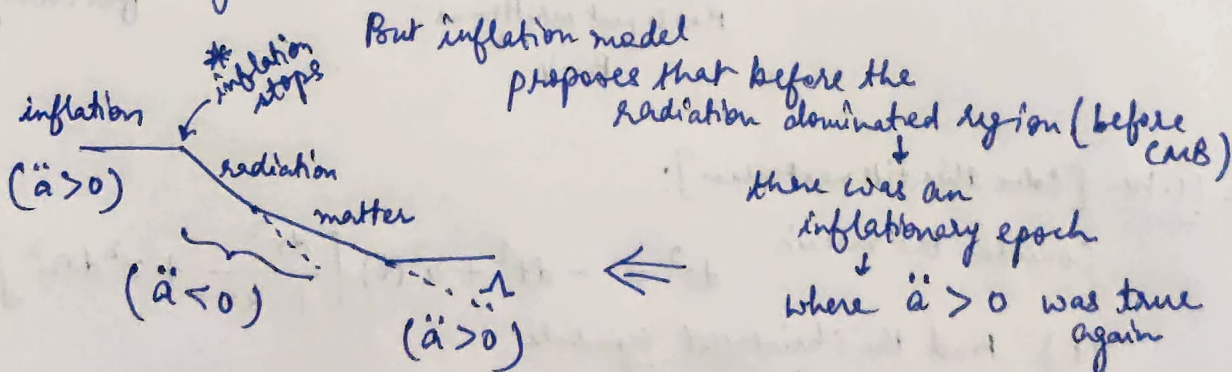 But inflation model
proposes that before the
radiation dominated region (before
CMB)
↓
there was an
inflationary epoch
↓
where ä > 0 was true
again
⇐
* inflation
stops
inflation
(ä > 0)
radiation
matter
(ä < 0)
Λ
(ä > 0)